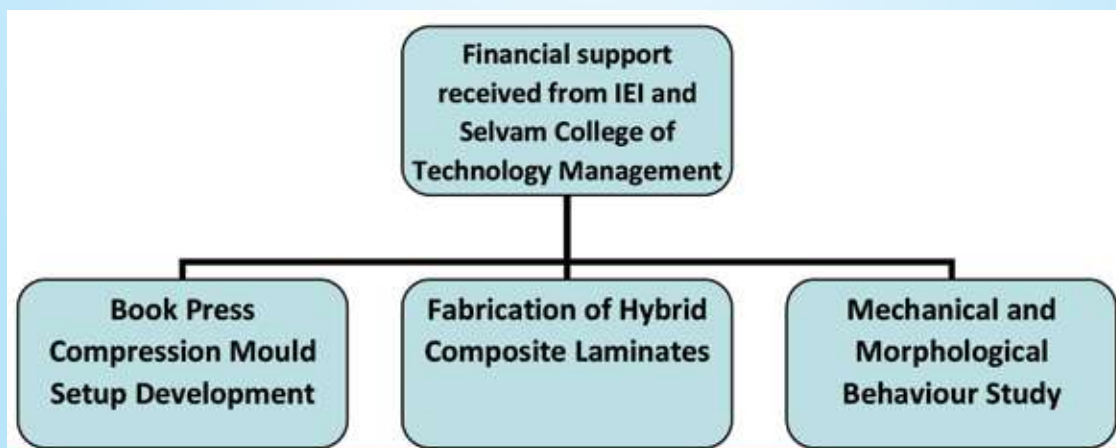 Financial support
received from IEI and
Selvam College of
Technology Management
Book Press
Compression Mould
Setup Development
Fabrication of Hybrid
Composite Laminates
Mechanical and
Morphological
Behaviour Study